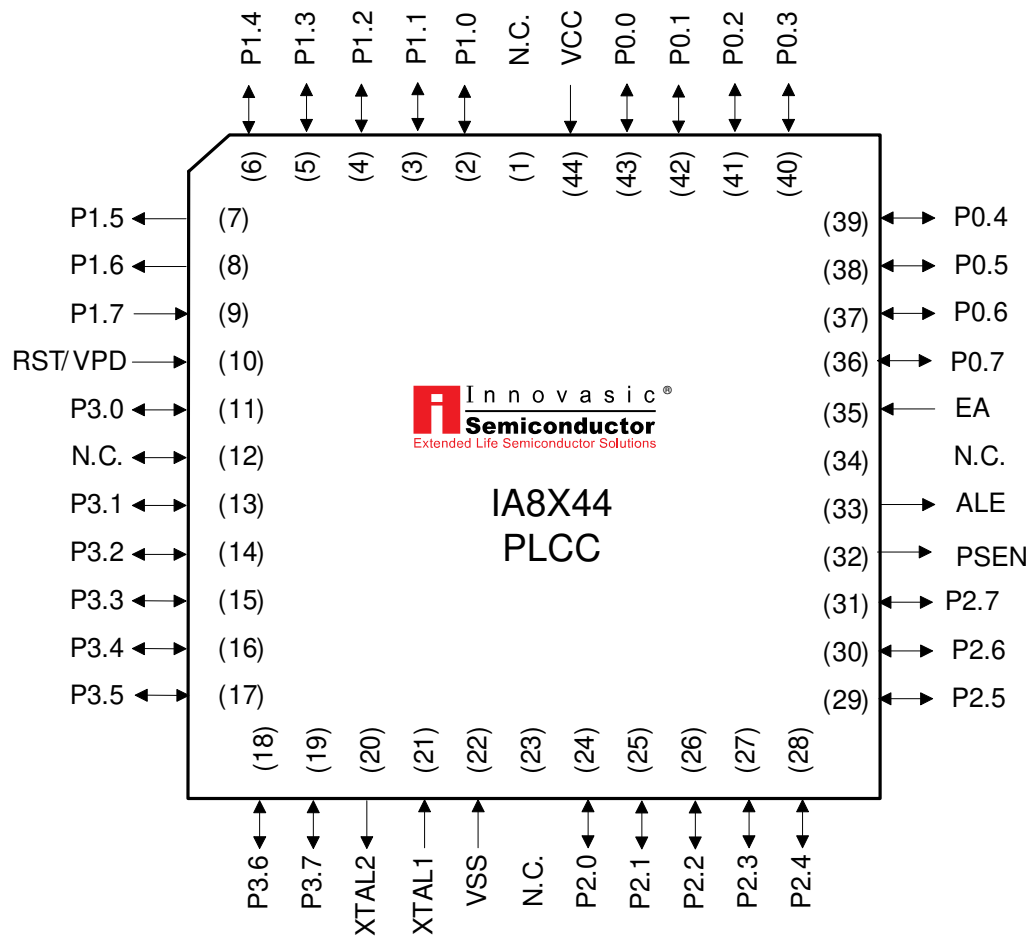 P1.4 P1.3 P1.2 P1.1 P1.0 N.C. VCC P0.0 P0.1 P0.2 P0.3
(6) (5) (4) (3) (2) (1) (44) (43) (42) (41) (40)
P1.5 (7) (39) P0.4
P1.6 (8) (38) P0.5
P1.7 (9) (37) P0.6
RST/VPD (10) (36) P0.7
P3.0 (11) (35) EA
N.C. (12) (34) N.C.
P3.1 (13) (33) ALE
P3.2 (14) (32) PSEN
P3.3 (15) (31) P2.7
P3.4 (16) (30) P2.6
P3.5 (17) (29) P2.5
i Innovasic®
Semiconductor
Extended Life Semiconductor Solutions
IA8X44
PLCC
(18) (19) (20) (21) (22) (23) (24) (25) (26) (27) (28)
P3.6 P3.7 XTAL2 XTAL1 VSS N.C. P2.0 P2.1 P2.2 P2.3 P2.4